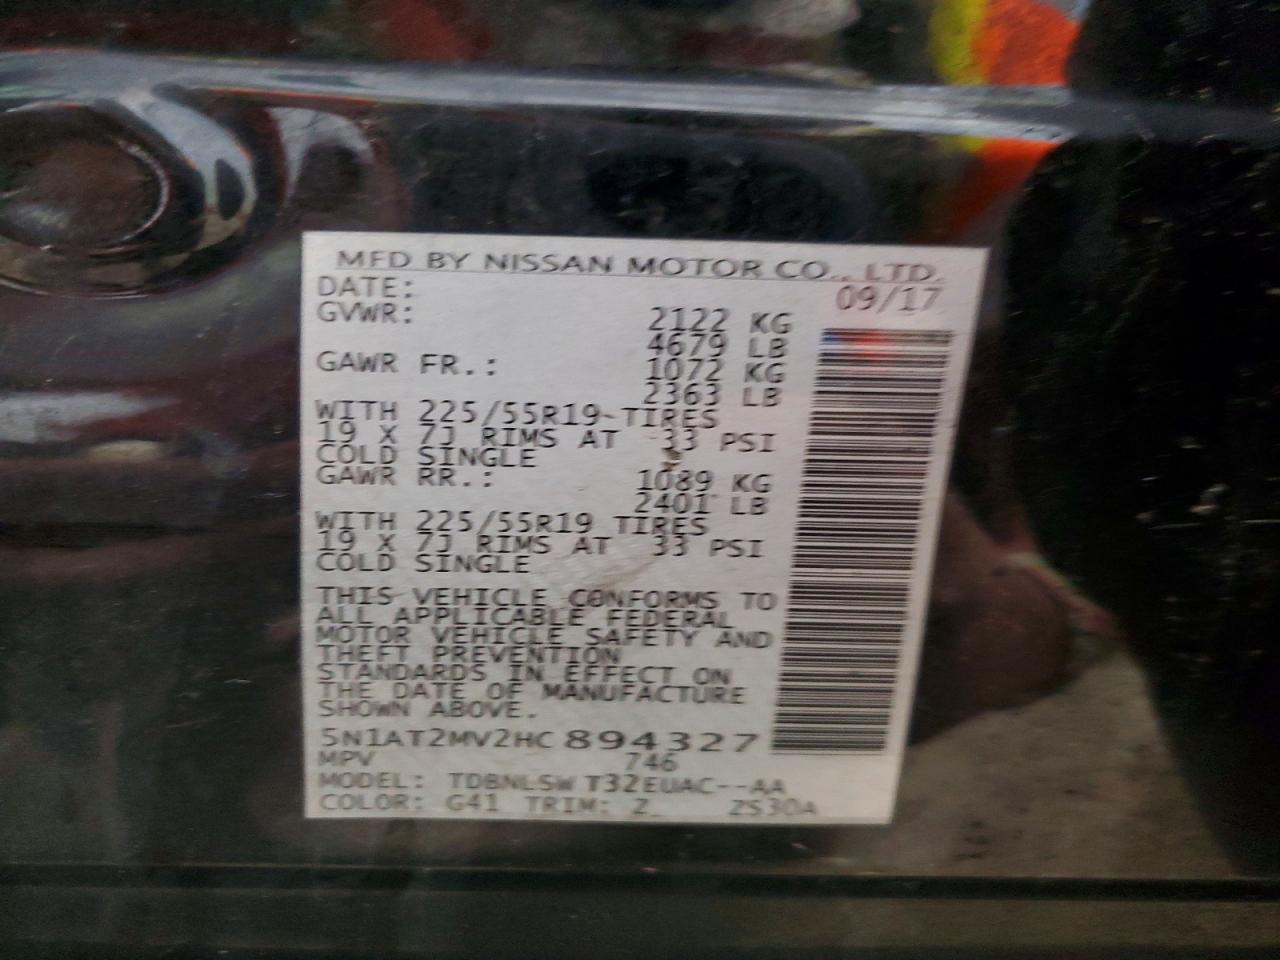 MFD BY NISSAN MOTOR CO., LTD.
DATE: 09/17
GVWR: 2122 KG
4679 LB
GAWR FR.: 1072 KG
2363 LB
WITH 225/55R19 TIRES
19 X 7J RIMS AT 33 PSI
COLD SINGLE
GAWR RR.: 1089 KG
2401 LB
WITH 225/55R19 TIRES
19 X 7J RIMS AT 33 PSI
COLD SINGLE
THIS VEHICLE CONFORMS TO
ALL APPLICABLE FEDERAL
MOTOR VEHICLE SAFETY AND
THEFT PREVENTION
STANDARDS IN EFFECT ON
THE DATE OF MANUFACTURE
SHOWN ABOVE.
5N1AT2MV2HC 894327
MPV 746
MODEL: TDBNLSW T32EUAC--AA
COLOR: G41 TRIM: Z ZS30A